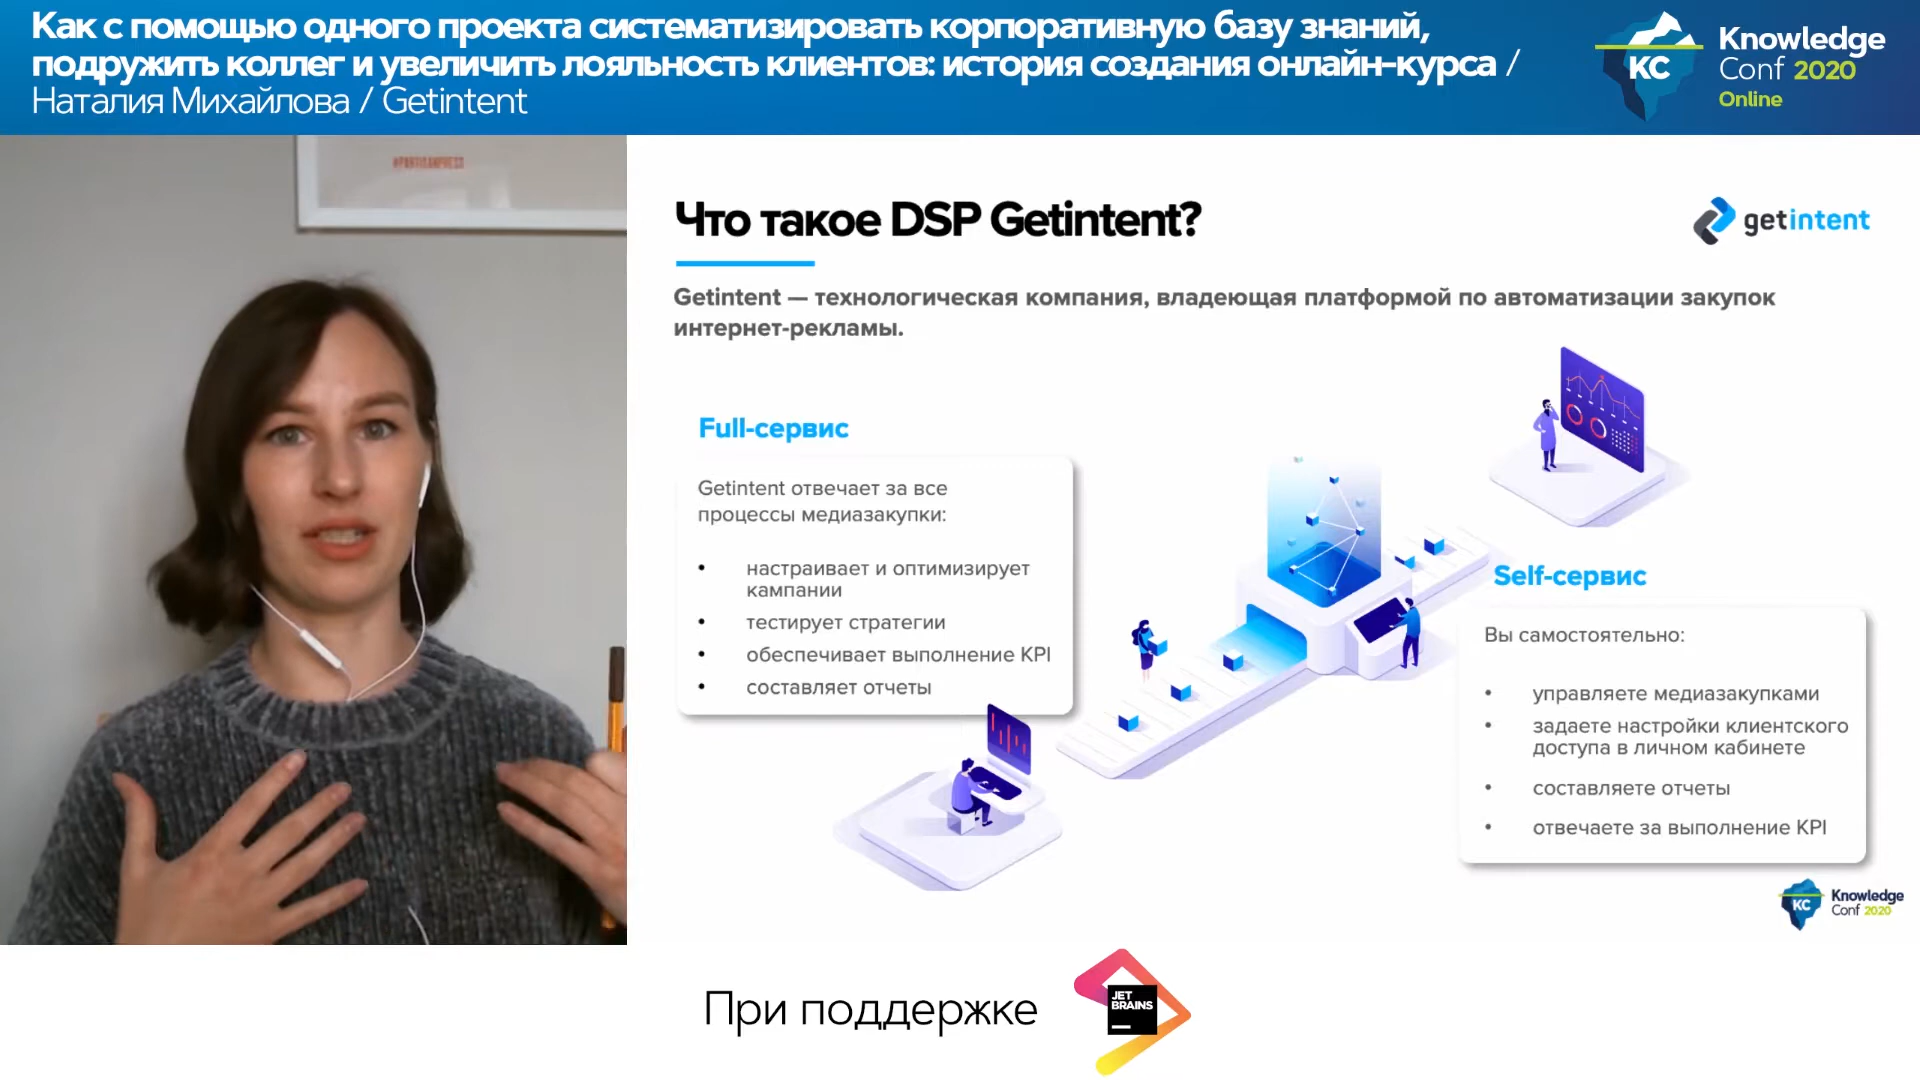 Как с помощью одного проекта систематизировать корпоративную базу знаний,
подружить коллег и увеличить лояльность клиентов: история создания онлайн-курса /
Наталия Михайлова / Getintent
KC
Knowledge
Conf 2020
Online
#PARTISANPRESS
Что такое DSP Getintent?
getintent
Getintent — технологическая компания, владеющая платформой по автоматизации закупок
интернет-рекламы.
Full-сервис
Getintent отвечает за все
процессы медиазакупки:
• настраивает и оптимизирует
кампании
• тестирует стратегии
• обеспечивает выполнение KPI
• составляет отчеты
Self-сервис
Вы самостоятельно:
• управляете медиазакупками
• задаете настройки клиентского
доступа в личном кабинете
• составляете отчеты
• отвечаете за выполнение KPI
KC
Knowledge
Conf 2020
При поддержке
JET
BRAINS